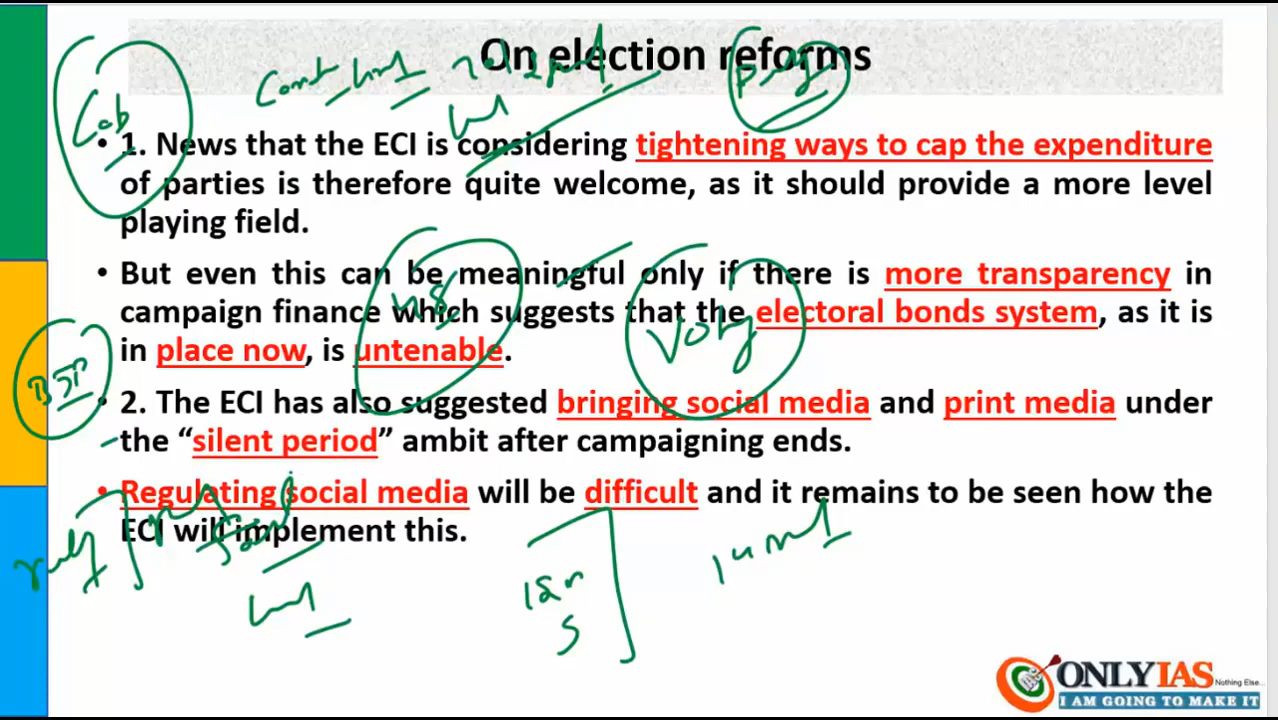 On election reforms
• 1. News that the ECI is considering tightening ways to cap the expenditure
of parties is therefore quite welcome, as it should provide a more level
playing field.
• But even this can be meaningful only if there is more transparency in
campaign finance which suggests that the electoral bonds system, as it is
in place now, is untenable.
• 2. The ECI has also suggested bringing social media and print media under
the “silent period” ambit after campaigning ends.
• Regulating social media will be difficult and it remains to be seen how the
ECI will implement this.
Cab
BJP
ONLYIAS
Nothing Else...
I AM GOING TO MAKE IT